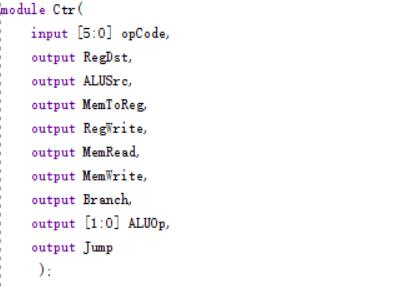 module Ctr(
input [5:0] opCode,
output RegDst,
output ALUSrc,
output MemToReg,
output RegWrite,
output MemRead,
output MemWrite,
output Branch,
output [1:0] ALUOp,
output Jump
);